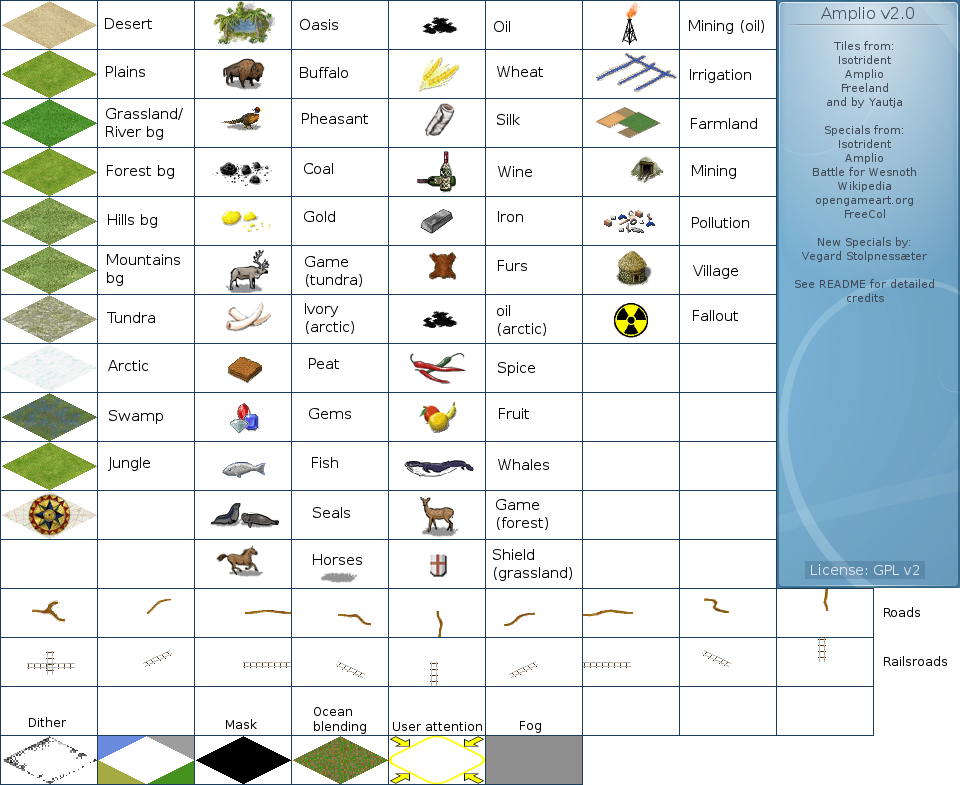 Desert
Oasis
Oil
Mining (oil)
Plains
Buffalo
Wheat
Irrigation
Grassland/
River bg
Pheasant
Silk
Farmland
Forest bg
Coal
Wine
Mining
Hills bg
Gold
Iron
Pollution
Mountains
bg
Game
(tundra)
Furs
Village
Tundra
Ivory
(arctic)
oil
(arctic)
Fallout
Arctic
Peat
Spice
Swamp
Gems
Fruit
Jungle
Fish
Whales
Seals
Game
(forest)
Horses
Shield
(grassland)
Amplio v2.0
Tiles from:
Isotrident
Amplio
Freeland
and by Yautja
Specials from:
Isotrident
Amplio
Battle for Wesnoth
Wikipedia
opengameart.org
FreeCol
New Specials by:
Vegard Stolpnessæter
See README for detailed
credits
License: GPL v2
Roads
Railsroads
Dither
Mask
Ocean
blending
User attention
Fog